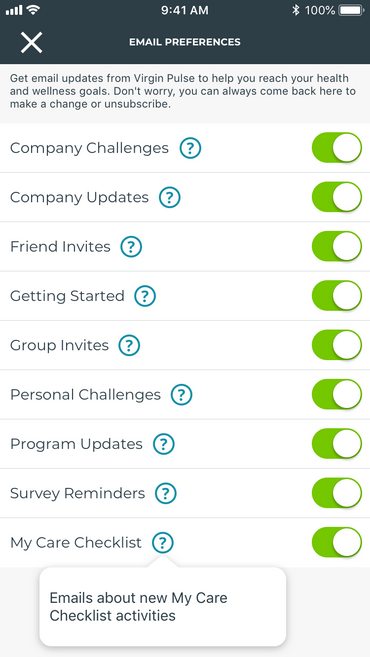 9:41 AM 100%
EMAIL PREFERENCES
Get email updates from Virgin Pulse to help you reach your health
and wellness goals. Don't worry, you can always come back here to
make a change or unsubscribe.
Company Challenges ?
Company Updates ?
Friend Invites ?
Getting Started ?
Group Invites ?
Personal Challenges ?
Program Updates ?
Survey Reminders ?
My Care Checklist ?
Emails about new My Care
Checklist activities